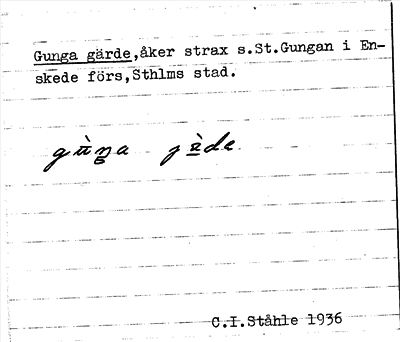 Gunga gärde,åker strax s.St.Gungan i En-
skede förs,Sthlms stad.
C.I.Ståhle 1936